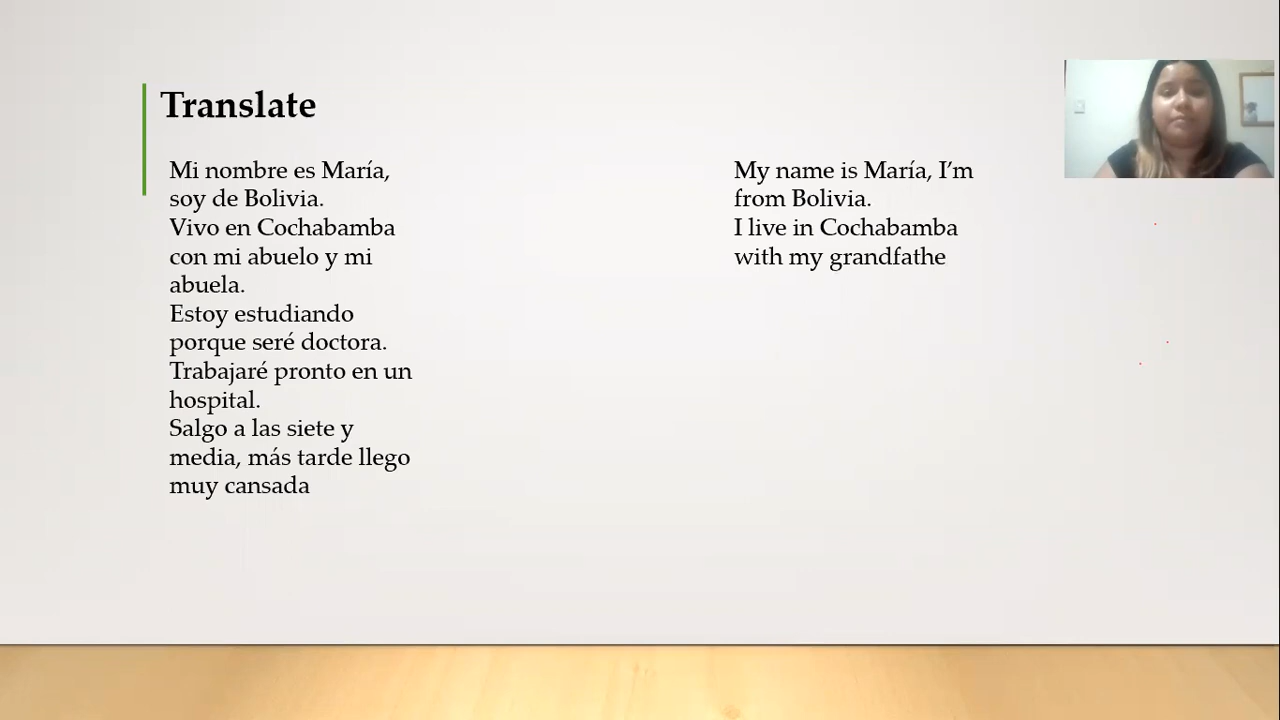 Translate
Mi nombre es María,
soy de Bolivia.
Vivo en Cochabamba
con mi abuelo y mi
abuela.
Estoy estudiando
porque seré doctora.
Trabajaré pronto en un
hospital.
Salgo a las siete y
media, más tarde llego
muy cansada
My name is María, I’m
from Bolivia.
I live in Cochabamba
with my grandfathe